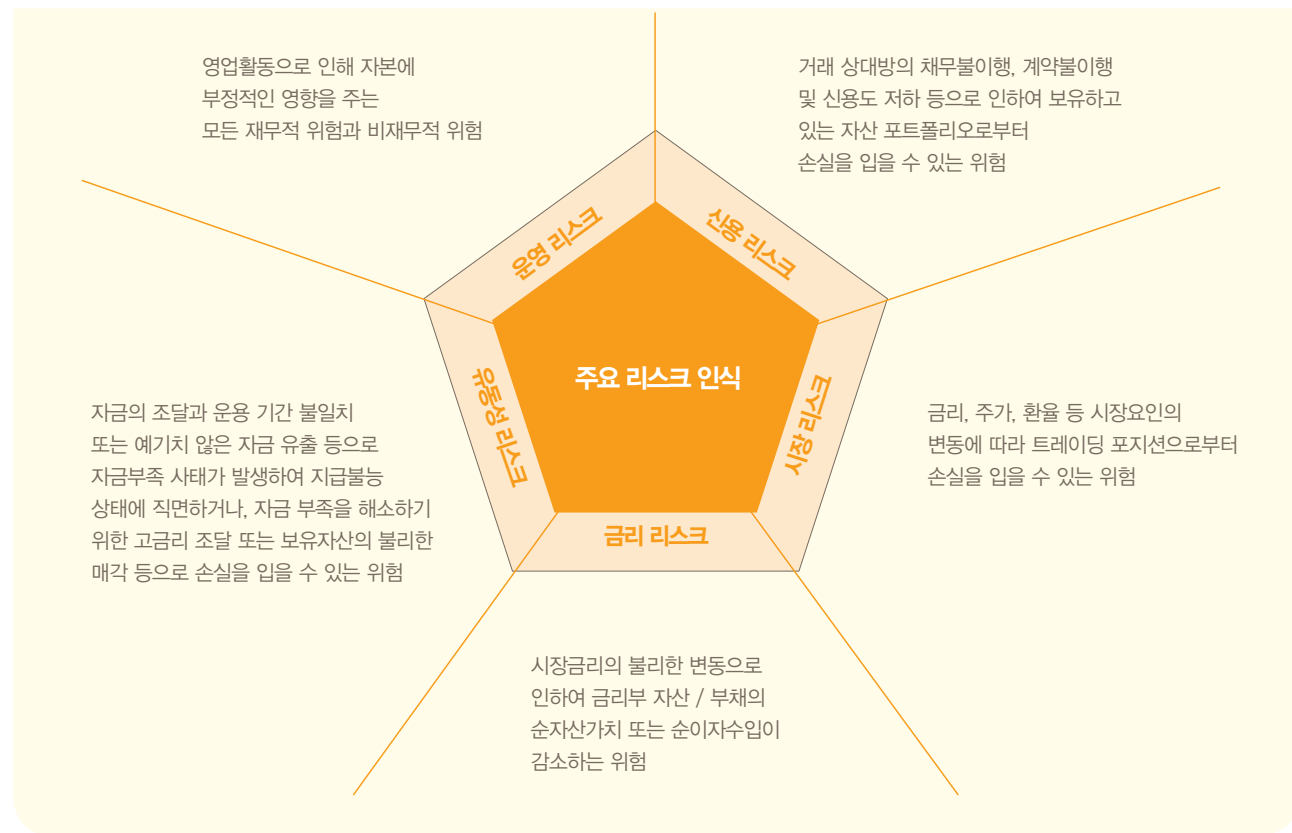 영업활동으로 인해 자본에
부정적인 영향을 주는
모든 재무적 위험과 비재무적 위험
거래 상대방의 채무불이행, 계약불이행
및 신용도 저하 등으로 인하여 보유하고
있는 자산 포트폴리오로부터
손실을 입을 수 있는 위험
운영 리스크
신용 리스크
주요 리스크 인식
유동성 리스크
시장 리스크
금리 리스크
자금의 조달과 운용 기간 불일치
또는 예기치 않은 자금 유출 등으로
자금부족 사태가 발생하여 지급불능
상태에 직면하거나, 자금 부족을 해소하기
위한 고금리 조달 또는 보유자산의 불리한
매각 등으로 손실을 입을 수 있는 위험
금리, 주가, 환율 등 시장요인의
변동에 따라 트레이딩 포지션으로부터
손실을 입을 수 있는 위험
시장금리의 불리한 변동으로
인하여 금리부 자산 / 부채의
순자산가치 또는 순이자수입이
감소하는 위험